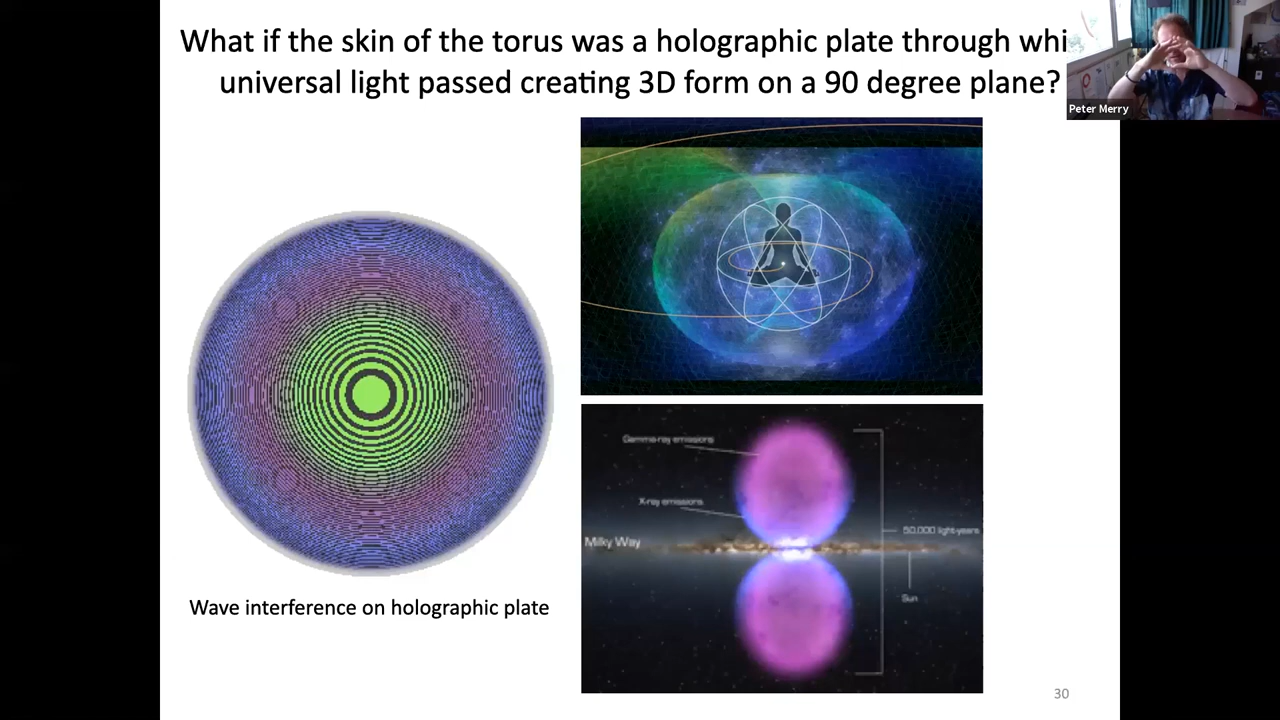 What if the skin of the torus was a holographic plate through whi
universal light passed creating 3D form on a 90 degree plane?
Peter Merry
Gamma-ray emissions
X-ray emissions
50,000 light-years
Milky Way
Sun
Wave interference on holographic plate
30